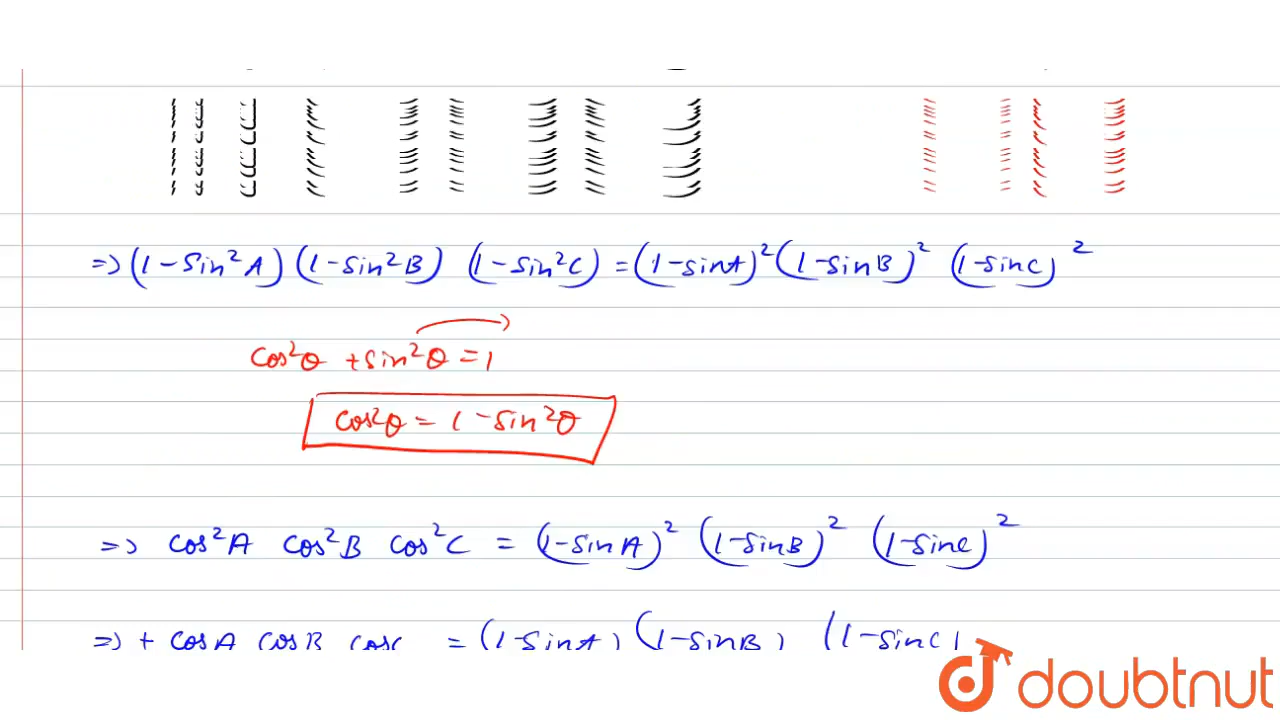 => (1-Sin²A) (1-Sin²B) (1-Sin²C) = (1-sinA)² (1-sinB)² (1-sinC)²
cos²θ + sin²θ = 1
cos²θ = 1 - Sin²θ
=> cos²A cos²B cos²C = (1-sinA)² (1-sinB)² (1-sinC)²
=> + cosA cosB cosC = (1-sinA) (1-sinB) (1-sinC)
doubtnut